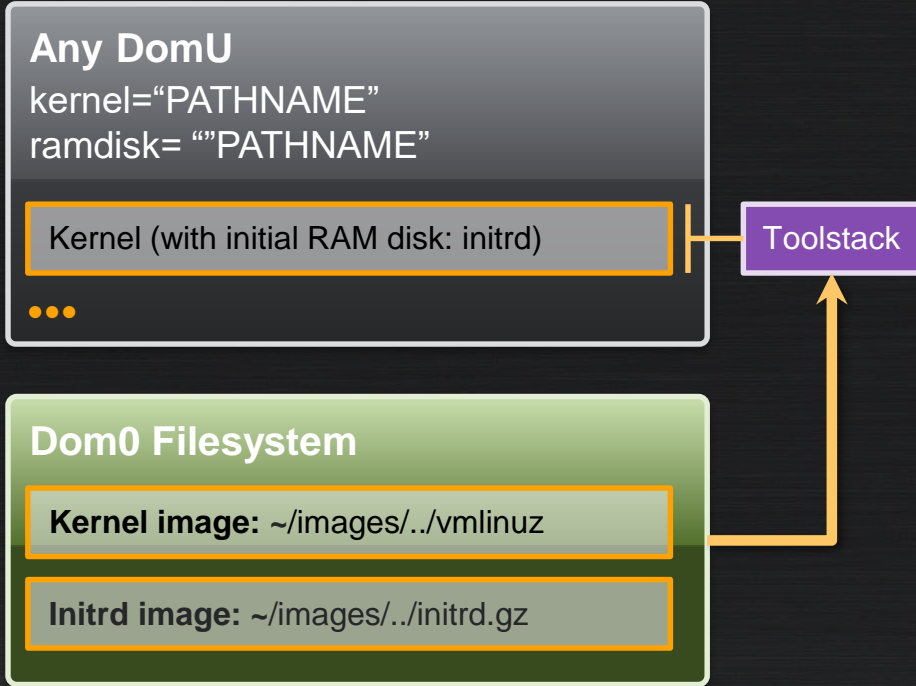 Any DomU
kernel=“PATHNAME”
ramdisk= “”PATHNAME”
Kernel (with initial RAM disk: initrd)
Toolstack
Dom0 Filesystem
Kernel image: ~/images/../vmlinuz
Initrd image: ~/images/../initrd.gz